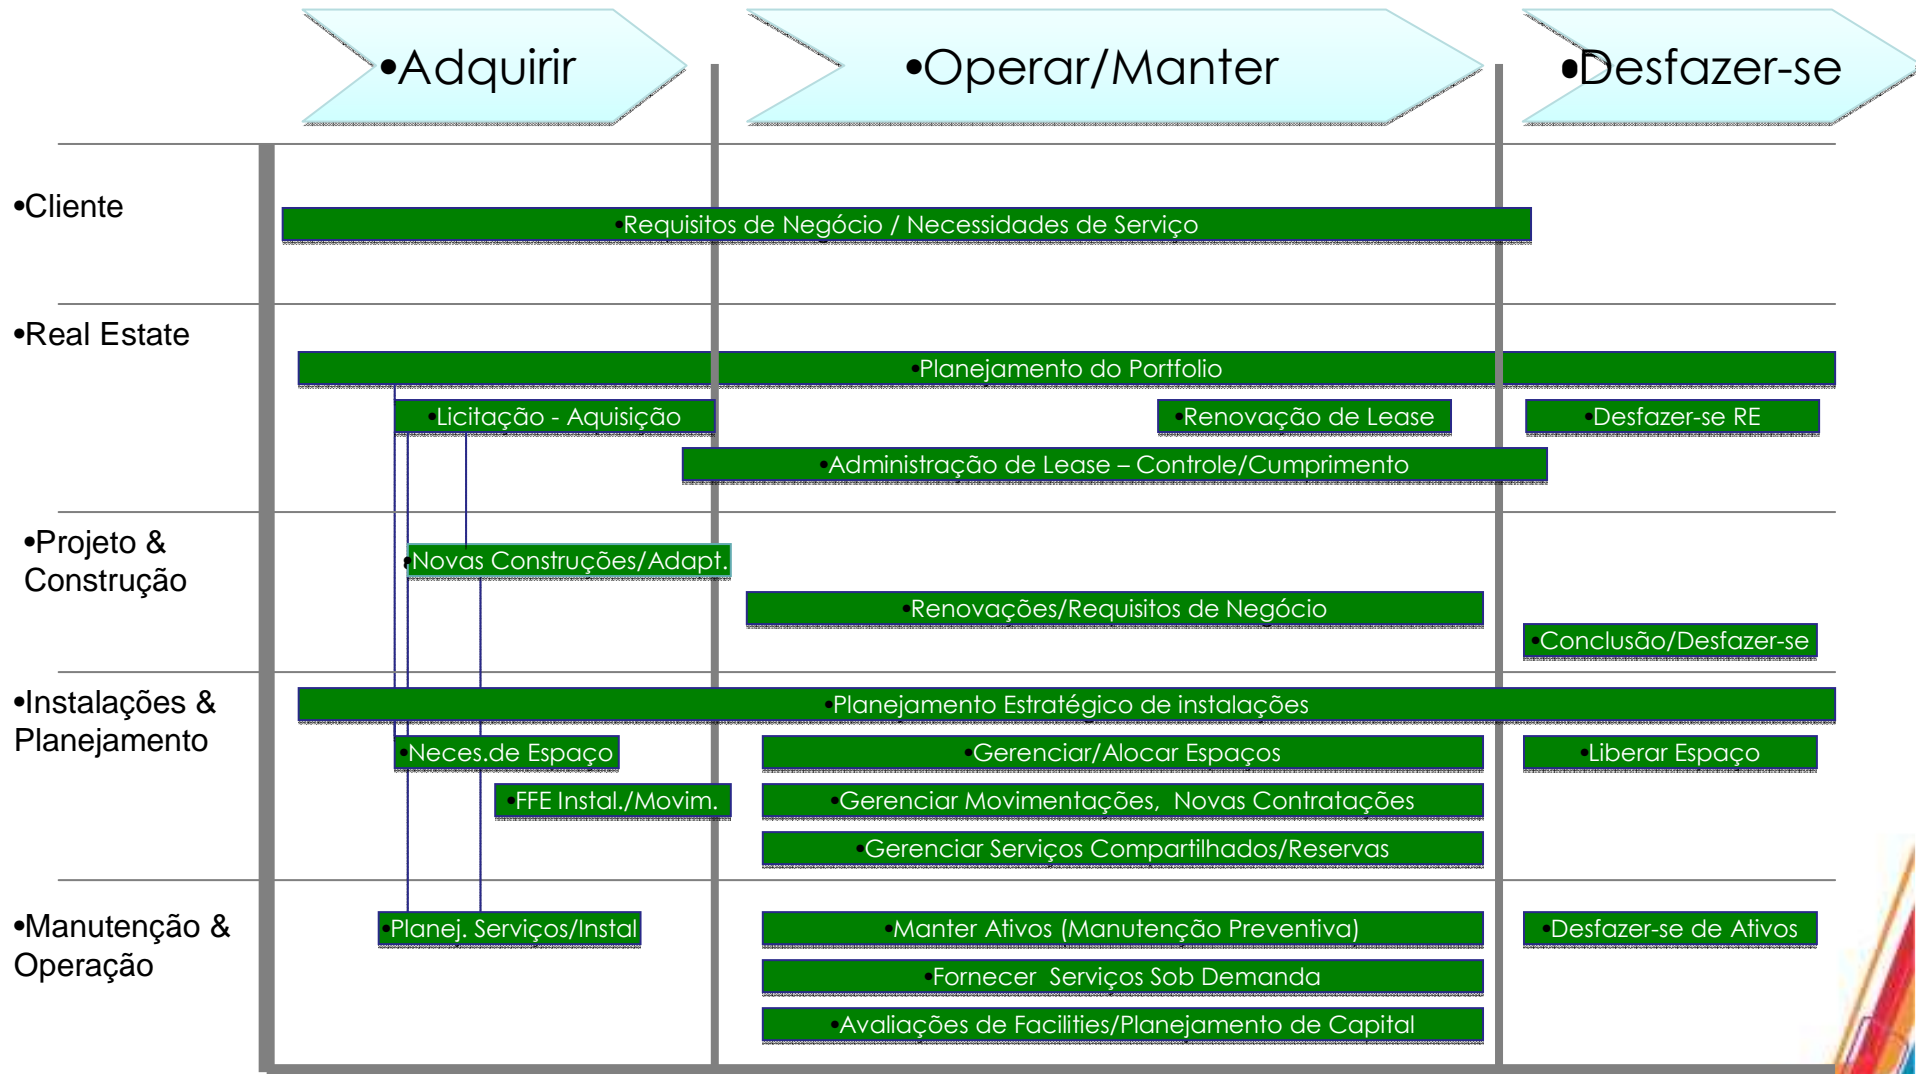 •Adquirir
•Operar/Manter
•Desfazer-se
•Cliente
•Requisitos de Negócio / Necessidades de Serviço
•Real Estate
•Planejamento do Portfolio
•Licitação - Aquisição
•Renovação de Lease
•Desfazer-se RE
•Administração de Lease – Controle/Cumprimento
•Projeto &
Construção
•Novas Construções/Adapt.
•Renovações/Requisitos de Negócio
•Conclusão/Desfazer-se
•Instalações &
Planejamento
•Planejamento Estratégico de instalações
•Neces.de Espaço
•Gerenciar/Alocar Espaços
•Liberar Espaço
•FFE Instal./Movim.
•Gerenciar Movimentações, Novas Contratações
•Gerenciar Serviços Compartilhados/Reservas
•Manutenção &
Operação
•Planej. Serviços/Instal
•Manter Ativos (Manutenção Preventiva)
•Desfazer-se de Ativos
•Fornecer Serviços Sob Demanda
•Avaliações de Facilities/Planejamento de Capital